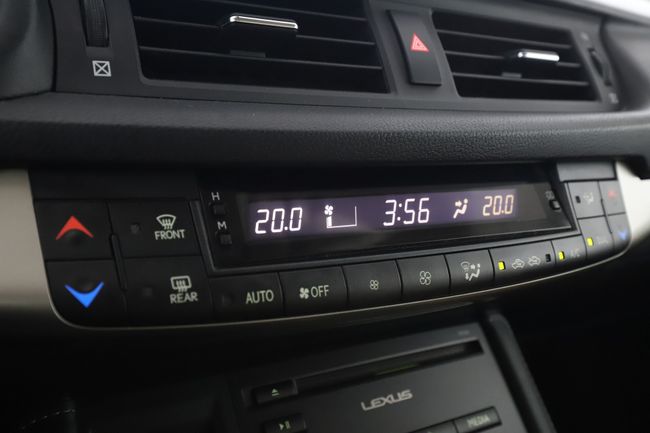 H
M
20.0 3:56 20.0
FRONT
REAR
AUTO
OFF
LEXUS
MEDIA